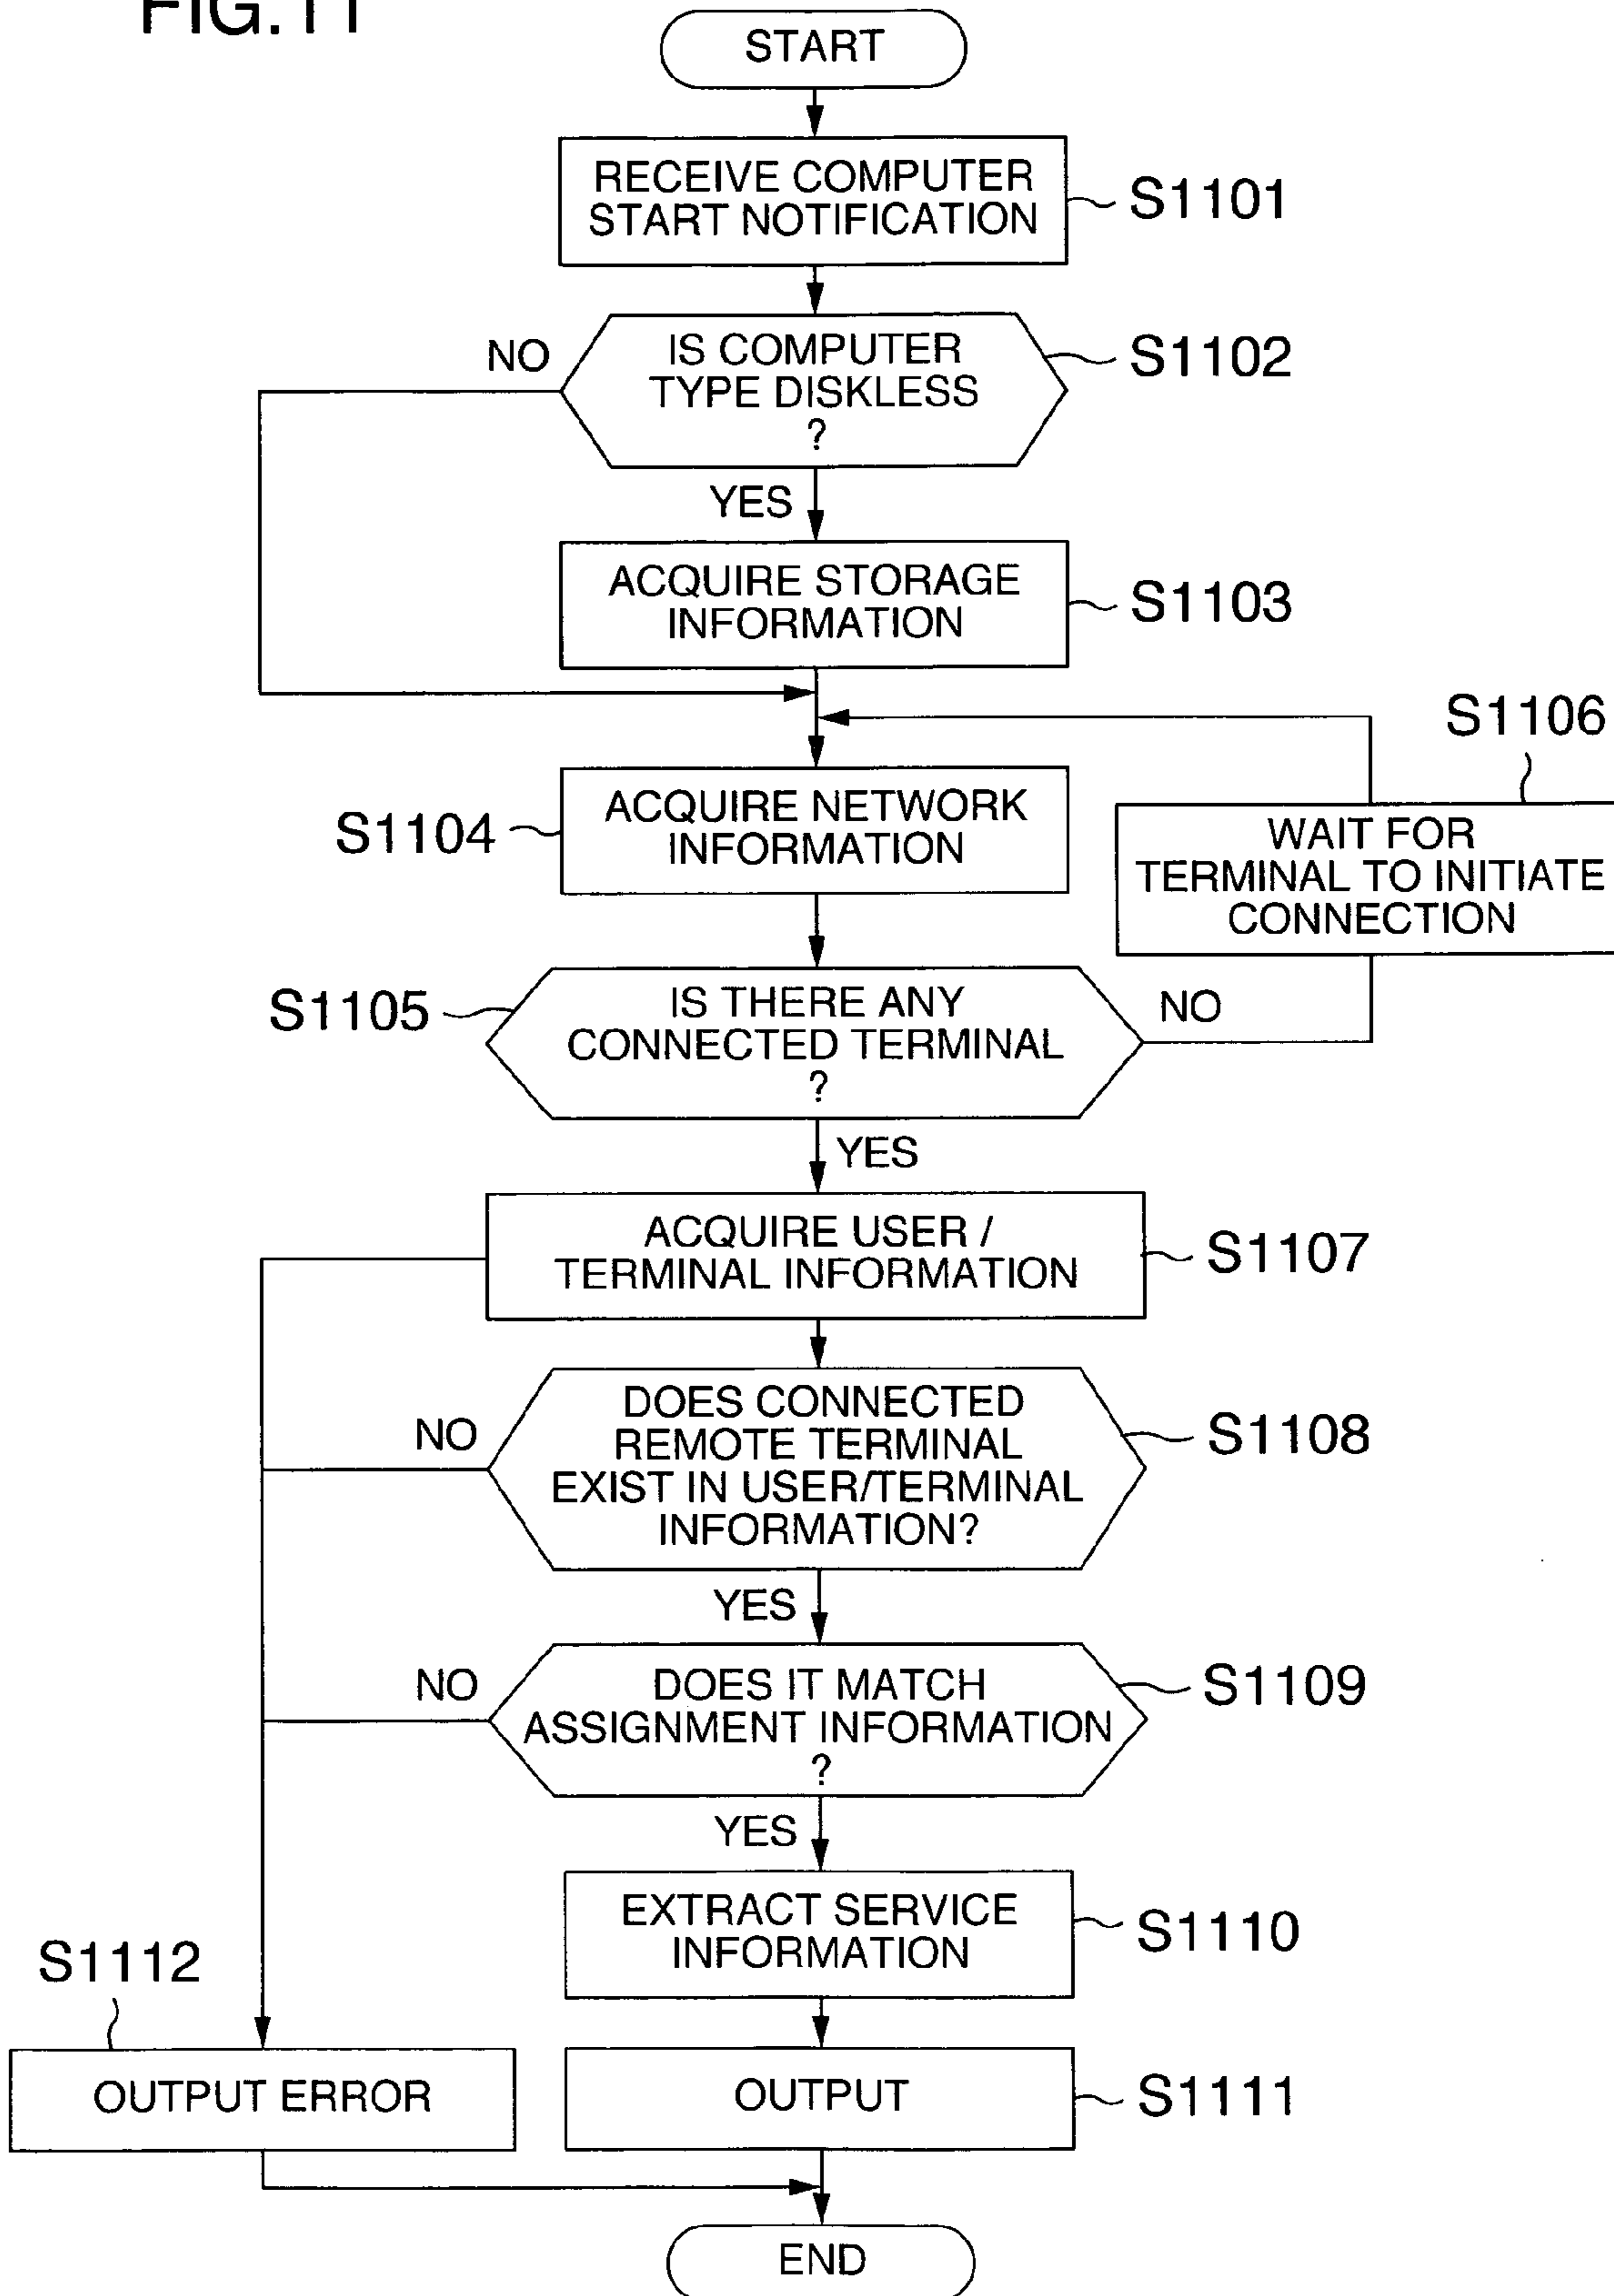 FIG.11
START
RECEIVE COMPUTER
START NOTIFICATION
S1101
NO
IS COMPUTER
TYPE DISKLESS
?
S1102
YES
ACQUIRE STORAGE
INFORMATION
S1103
S1106
S1104
ACQUIRE NETWORK
INFORMATION
WAIT FOR
TERMINAL TO INITIATE
CONNECTION
S1105
IS THERE ANY
CONNECTED TERMINAL
?
NO
YES
ACQUIRE USER /
TERMINAL INFORMATION
S1107
NO
DOES CONNECTED
REMOTE TERMINAL
EXIST IN USER/TERMINAL
INFORMATION?
S1108
YES
NO
DOES IT MATCH
ASSIGNMENT INFORMATION
?
S1109
YES
EXTRACT SERVICE
INFORMATION
S1110
S1112
OUTPUT ERROR
OUTPUT
S1111
END